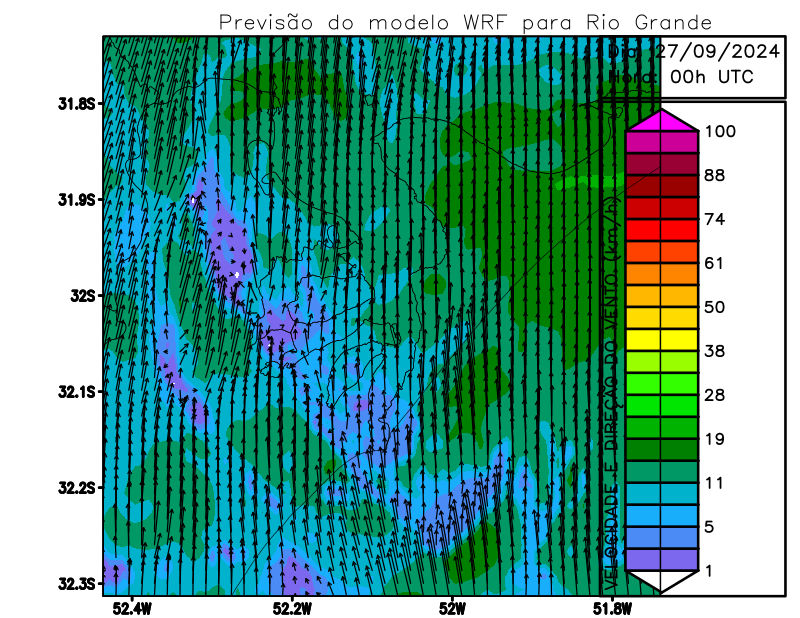 Previsão do modelo WRF para Rio Grande
Dia: 27/09/2024
Hora: 00h UTC
31.8S
31.9S
32S
32.1S
32.2S
32.3S
52.4W
52.2W
52W
51.8W
100
88
74
61
50
38
28
19
11
5
1
VELOCIDADE E DIREÇÃO DO VENTO (km/h)